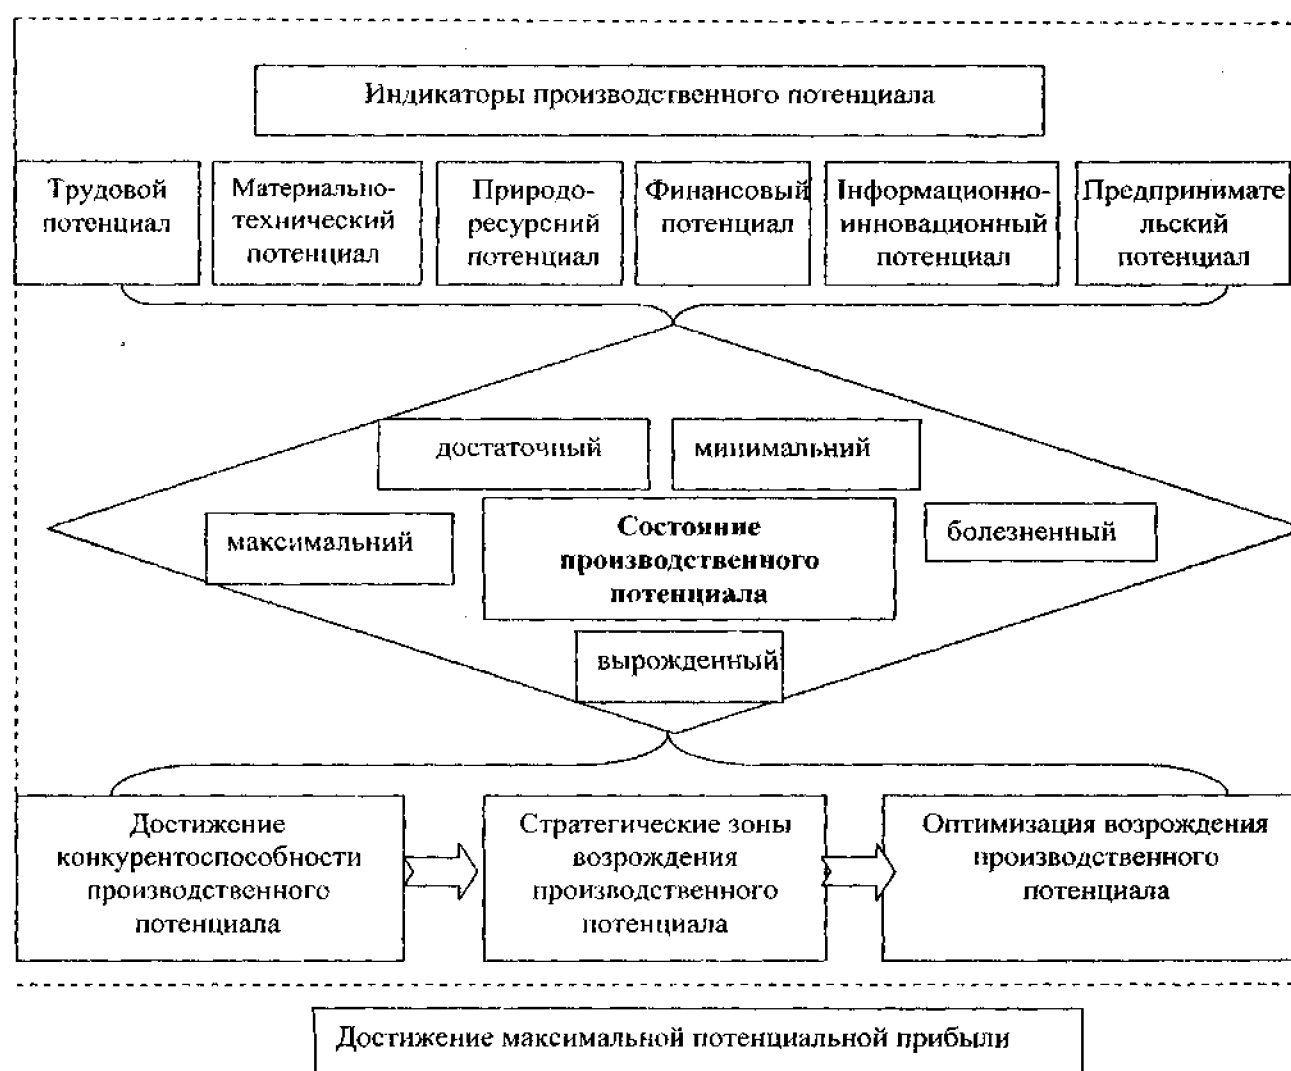 Индикаторы производственного потенциала
Трудовой
потенциал
Материально-
технический
потенциал
Природо-
ресурсний
потенциал
Финансовый
потенциал
Інформационно-
инновационный
потенциал
Предпринимате
льский
потенциал
достаточный
минимальний
максимальний
Состояние
производственного
потенциала
болезненный
вырожденный
Достижение
конкурентоспособности
производственного
потенциала
Стратегические зоны
возрождения
производственного
потенциала
Оптимизация возрождения
производственного
потенциала
Достижение максимальной потенциальной прибыли